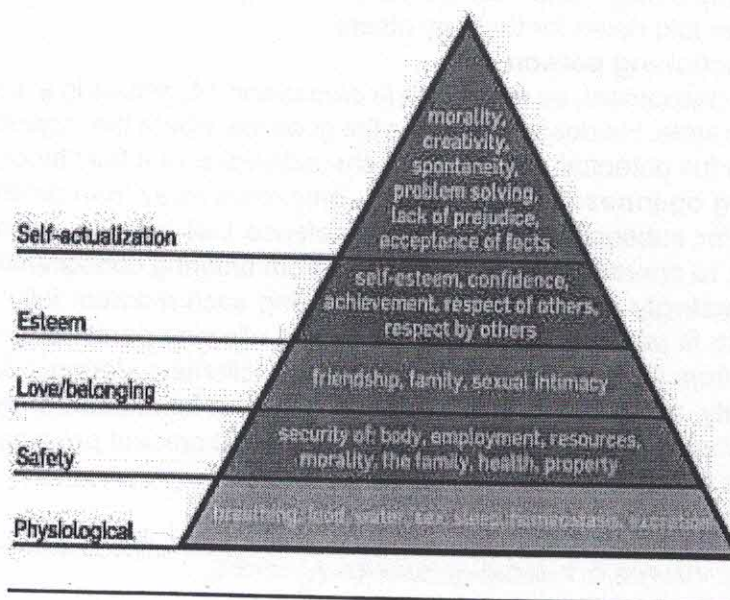 morality,
creativity,
spontaneity,
problem solving,
lack of prejudice,
acceptance of facts
Self-actualization
self-esteem, confidence,
achievement, respect of others,
respect by others
Esteem
friendship, family, sexual intimacy
Love/belonging
security of body, employment, resources,
morality, the family, health, property
Safety
breathing, food, water, sex, sleep, homeostasis, excretion
Physiological